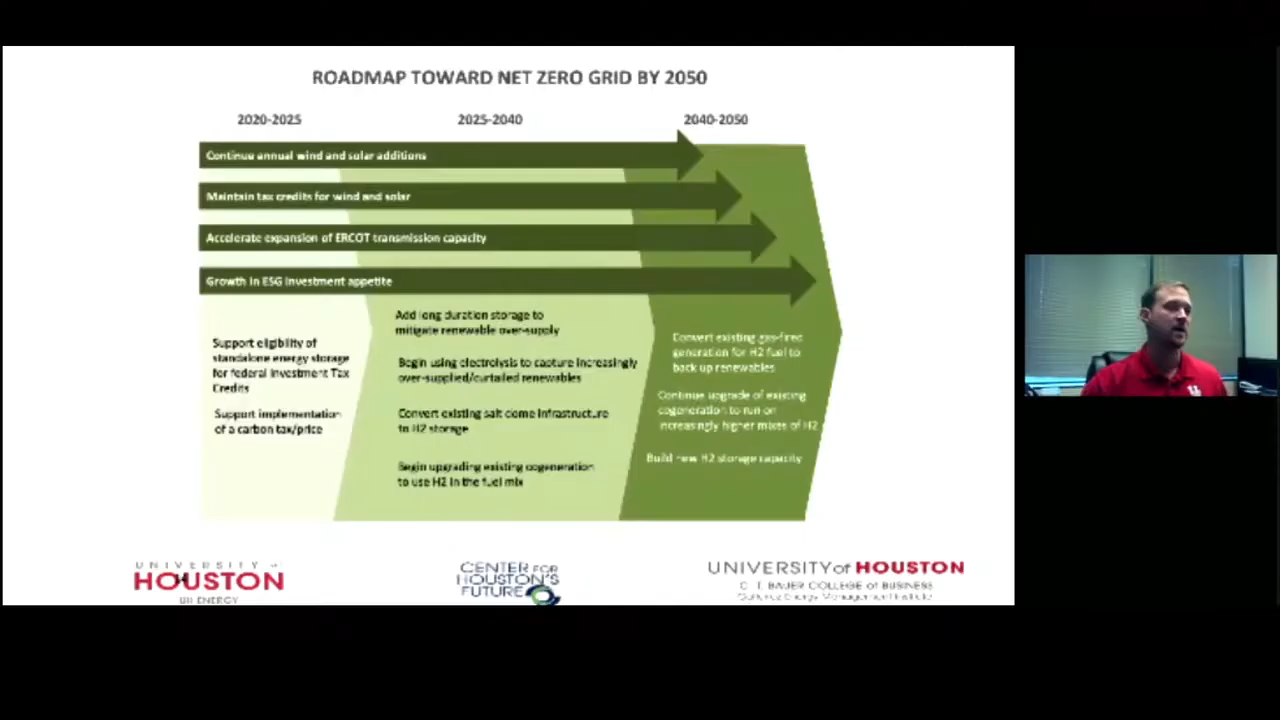 ROADMAP TOWARD NET ZERO GRID BY 2050
2020-2025
2025-2040
2040-2050
Continue annual wind and solar additions
Maintain tax credits for wind and solar
Accelerate expansion of ERCOT transmission capacity
Growth in ESG investment appetite
Support eligibility of
standalone energy storage
for federal Investment Tax
Credits
Support implementation
of a carbon tax/price
Add long duration storage to
mitigate renewable over-supply
Begin using electrolysis to capture increasingly
over-supplied/curtailed renewables
Convert existing salt dome infrastructure
to H2 storage
Begin upgrading existing cogeneration
to use H2 in the fuel mix
Convert existing gas-fired
generation for H2 fuel to
back up renewables
Continue upgrade of existing
cogeneration to run on
increasingly higher mixes of H2
Build new H2 storage capacity
UNIVERSITY of
HOUSTON
UH ENERGY
CENTER FOR
HOUSTON'S
FUTURE
UNIVERSITY of HOUSTON
C. T. BAUER COLLEGE of BUSINESS
Gutierrez Energy Management Institute